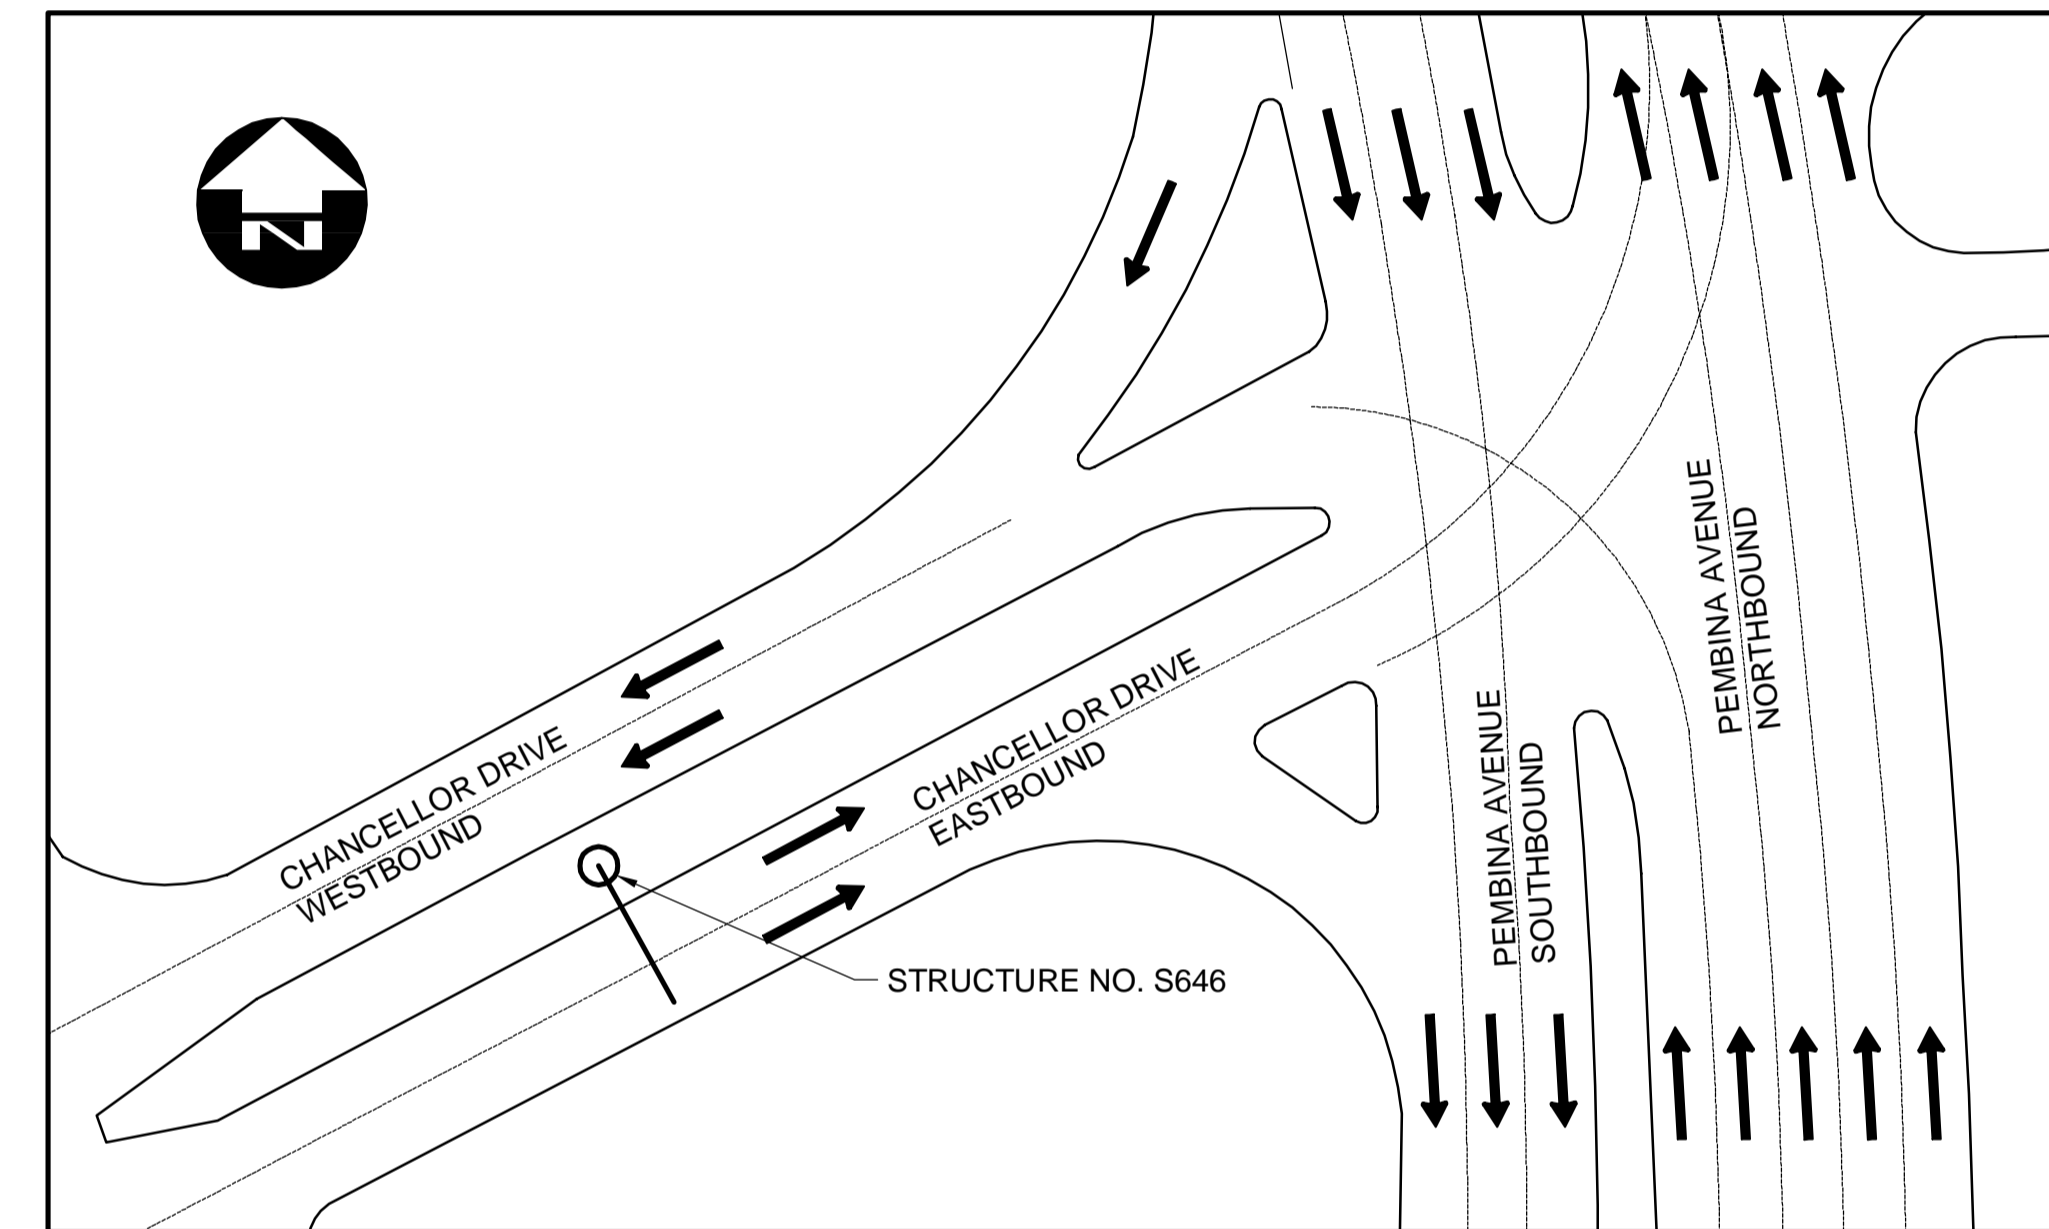 N
PEMBINA AVENUE
NORTHBOUND
CHANCELLOR DRIVE
EASTBOUND
PEMBINA AVENUE
SOUTHBOUND
CHANCELLOR DRIVE
WESTBOUND
STRUCTURE NO. S646